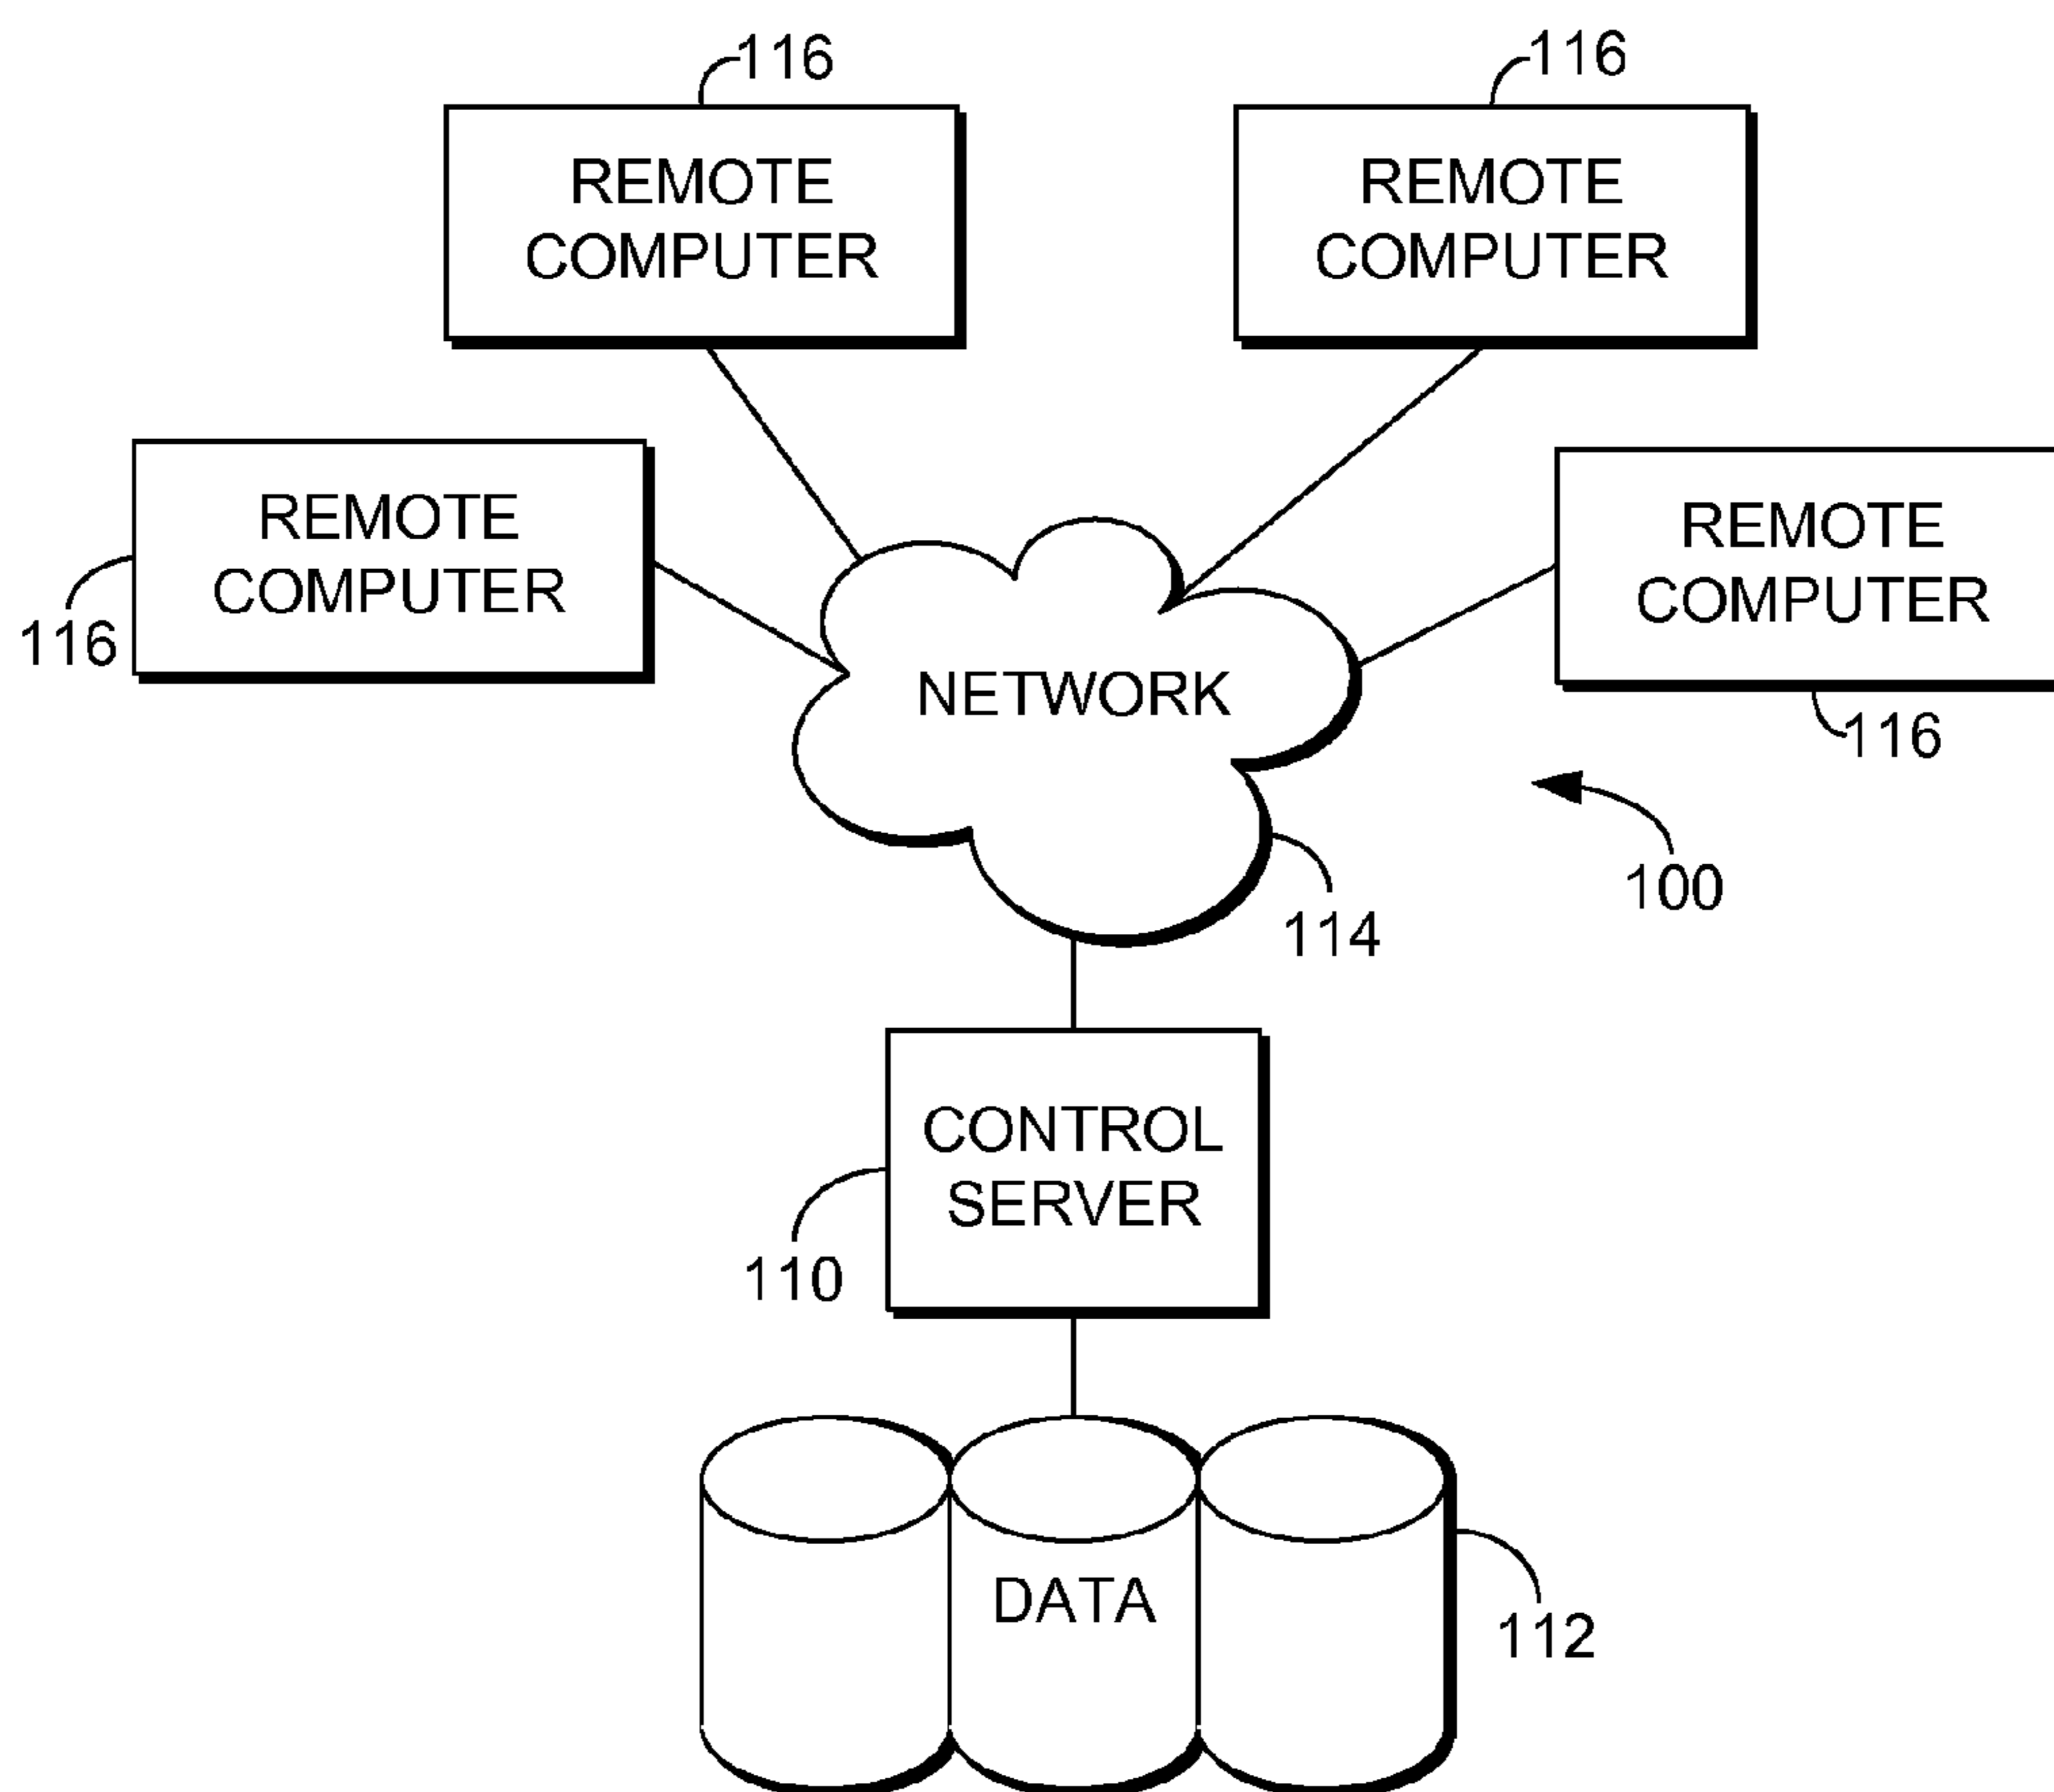 116
116
REMOTE
COMPUTER
REMOTE
COMPUTER
REMOTE
COMPUTER
REMOTE
COMPUTER
116
NETWORK
116
100
114
CONTROL
SERVER
110
DATA
112